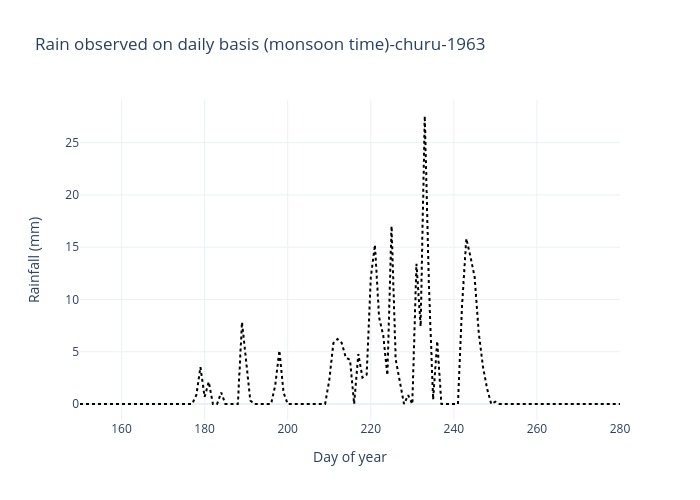 Rain observed on daily basis (monsoon time)-churu-1963
25
20
15
10
5
0
Rainfall (mm)
160 180 200 220 240 260 280
Day of year